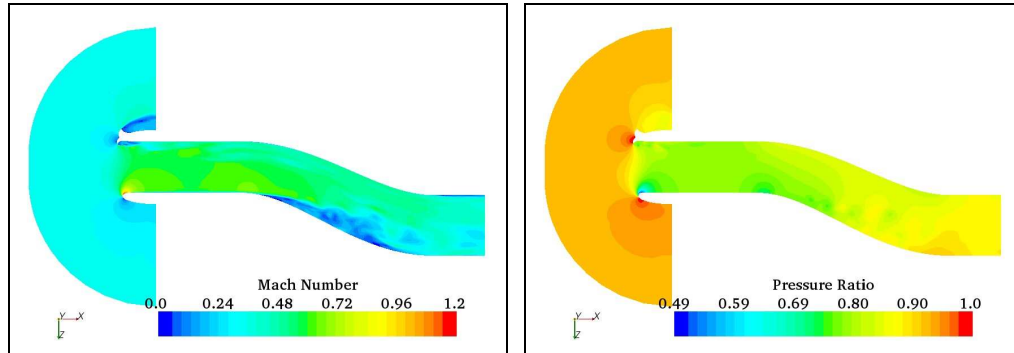 Mach Number
0.0 0.24 0.48 0.72 0.96 1.2
Y X
Z
Pressure Ratio
0.49 0.59 0.69 0.80 0.90 1.0
Y X
Z